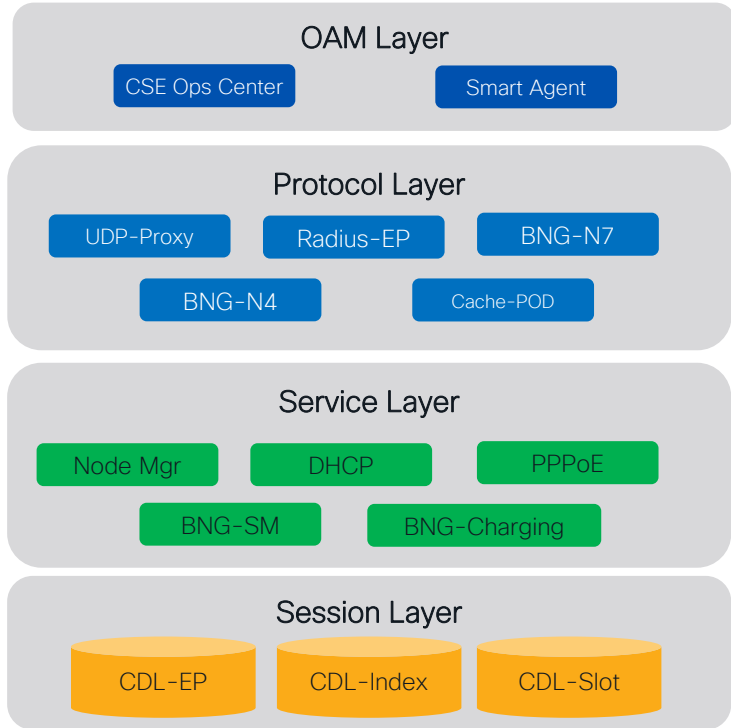 OAM Layer
CSE Ops Center
Smart Agent
Protocol Layer
UDP-Proxy
Radius-EP
BNG-N7
BNG-N4
Cache-POD
Service Layer
Node Mgr
DHCP
PPPoE
BNG-SM
BNG-Charging
Session Layer
CDL-EP
CDL-Index
CDL-Slot